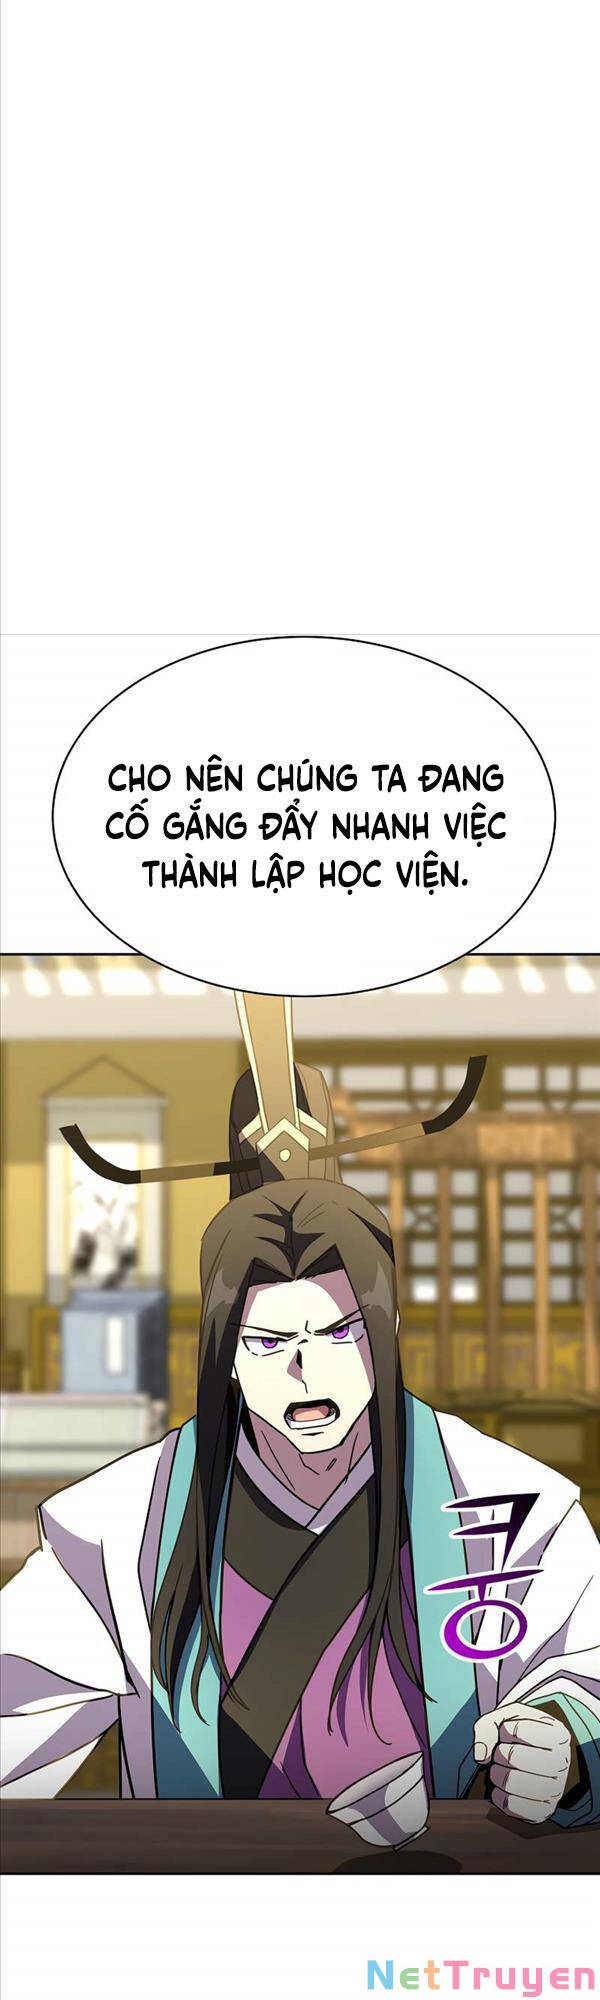 CHO NÊN CHÚNG TA ĐANG
CỐ GẮNG ĐẨY NHANH VIỆC
THÀNH LẬP HỌC VIỆN.
쿵
NetTruyen